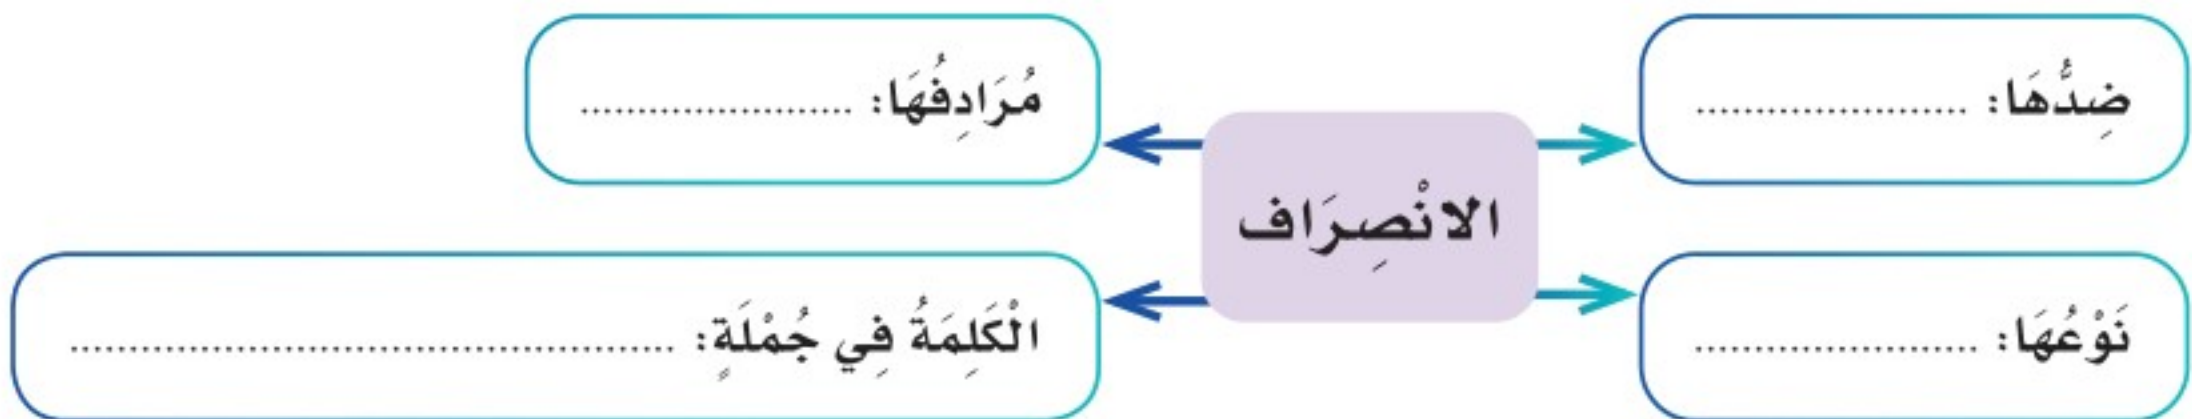 ضِدُّهَا: ......................
مُرَادِفُهَا: ......................
الانْصِرَاف
نَوْعُهَا: ......................
الْكَلِمَةُ فِي جُمْلَةٍ: ..................................................